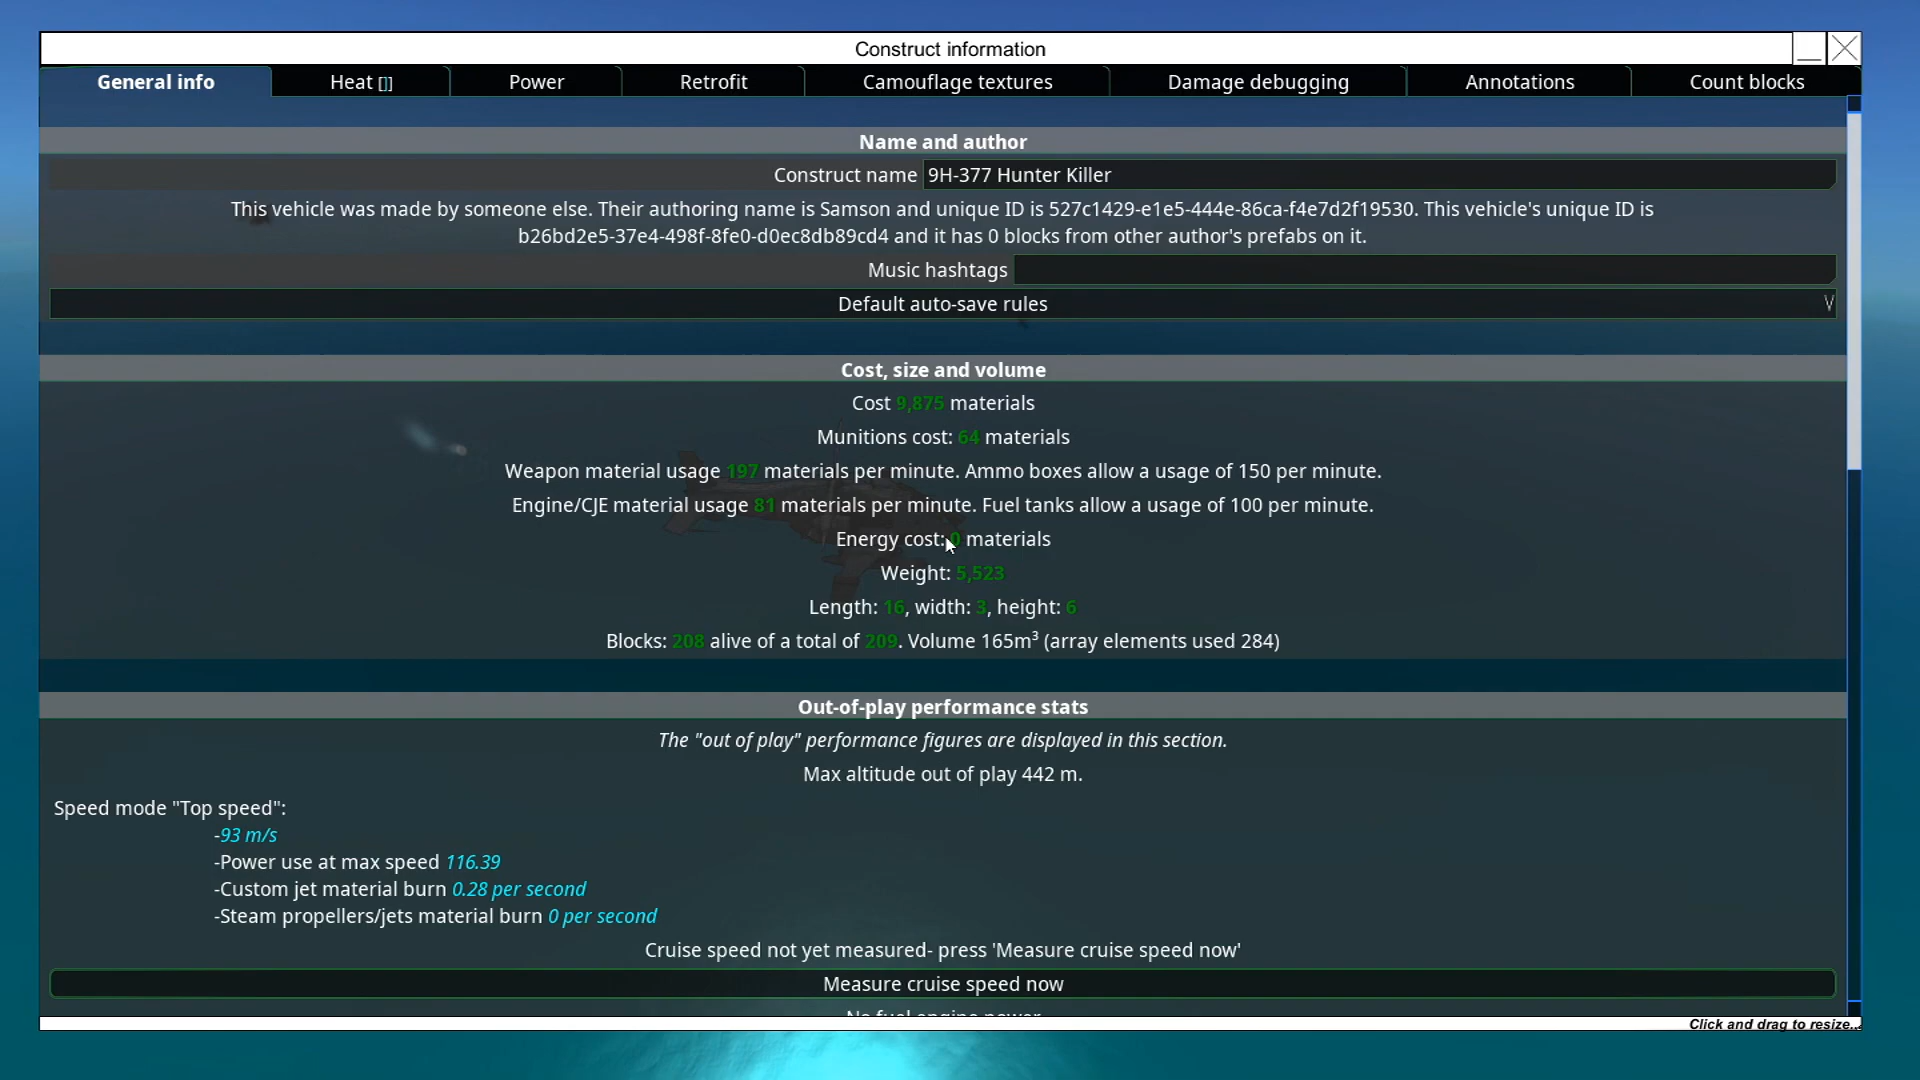 Construct information
General info
Heat []
Power
Retrofit
Camouflage textures
Damage debugging
Annotations
Count blocks
Name and author
Construct name 9H-377 Hunter Killer
This vehicle was made by someone else. Their authoring name is Samson and unique ID is 527c1429-e1e5-444e-86ca-f4e7d2f19530. This vehicle's unique ID is
b26bd2e5-37e4-498f-8fe0-d0ec8db89cd4 and it has 0 blocks from other author's prefabs on it.
Music hashtags
Default auto-save rules
V
Cost, size and volume
Cost 9,875 materials
Munitions cost: 64 materials
Weapon material usage 197 materials per minute. Ammo boxes allow a usage of 150 per minute.
Engine/CJE material usage 81 materials per minute. Fuel tanks allow a usage of 100 per minute.
Energy cost: 0 materials
Weight: 5,523
Length: 16, width: 3, height: 6
Blocks: 208 alive of a total of 209. Volume 165m³ (array elements used 284)
Out-of-play performance stats
The "out of play" performance figures are displayed in this section.
Max altitude out of play 442 m.
Speed mode "Top speed":
-93 m/s
-Power use at max speed 116.39
-Custom jet material burn 0.28 per second
-Steam propellers/jets material burn 0 per second
Cruise speed not yet measured- press 'Measure cruise speed now'
Measure cruise speed now
No fuel engine power
Click and drag to resize...